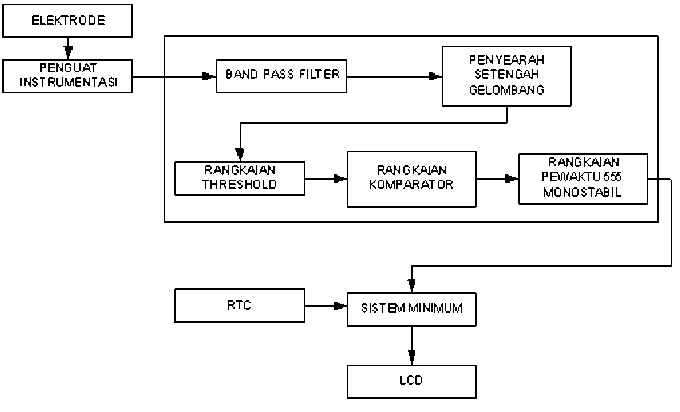 ELEKTRODE
PENGUAT
INSTRUMENTASI
BAND PASS FILTER
PENYEARAH
SETENGAH
GELOMBANG
RANGKAIAN
THRESHOLD
RANGKAIAN
KOMPARATOR
RANGKAIAN
PEWAKTU 555
MONOSTABIL
RTC
SISTEM MINIMUM
LCD